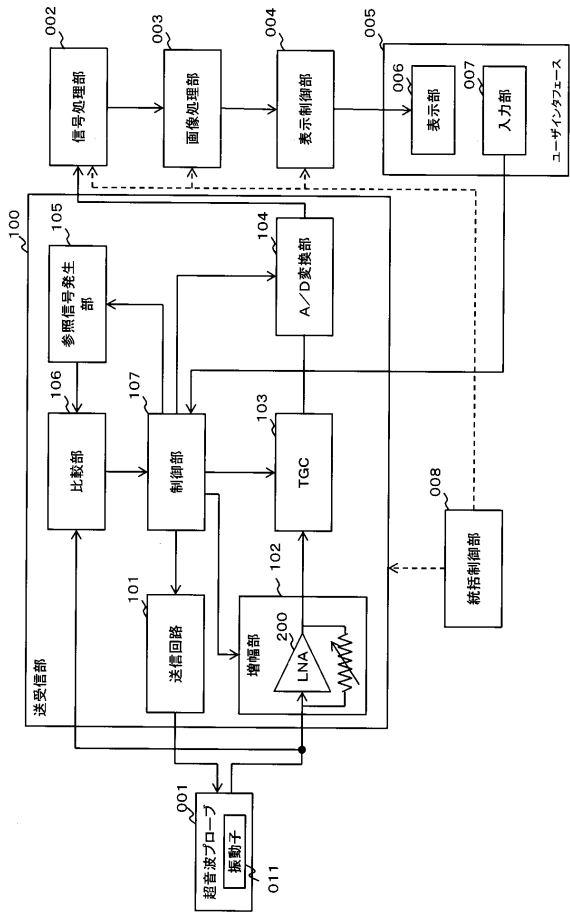 100
送受信部
001
超音波プローブ
振動子
011
101
送信回路
102
増幅部
200
LNA
106
比較部
107
制御部
103
TGC
105
参照信号発生
部
104
A/D変換部
008
統括制御部
002
信号処理部
003
画像処理部
004
表示制御部
005
006
表示部
007
入力部
ユーザインタフェース